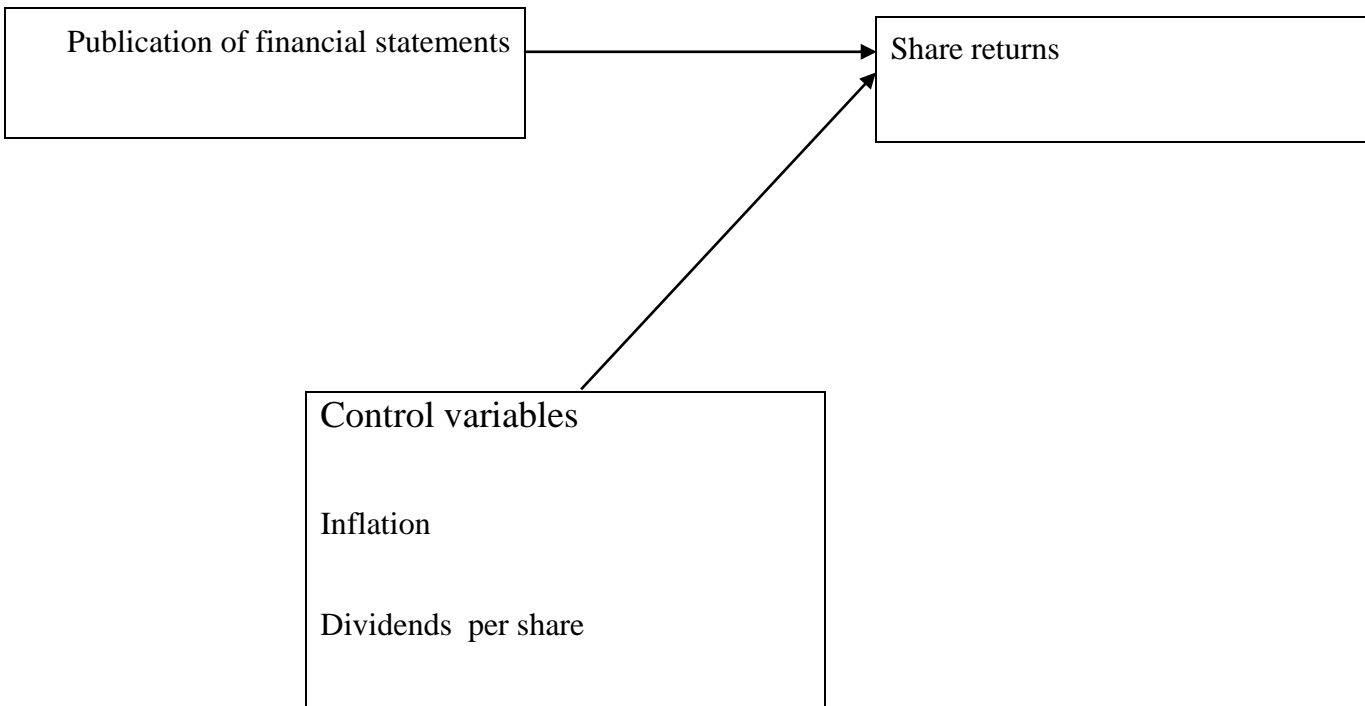 Publication of financial statements
Share returns
Control variables
Inflation
Dividends  per share